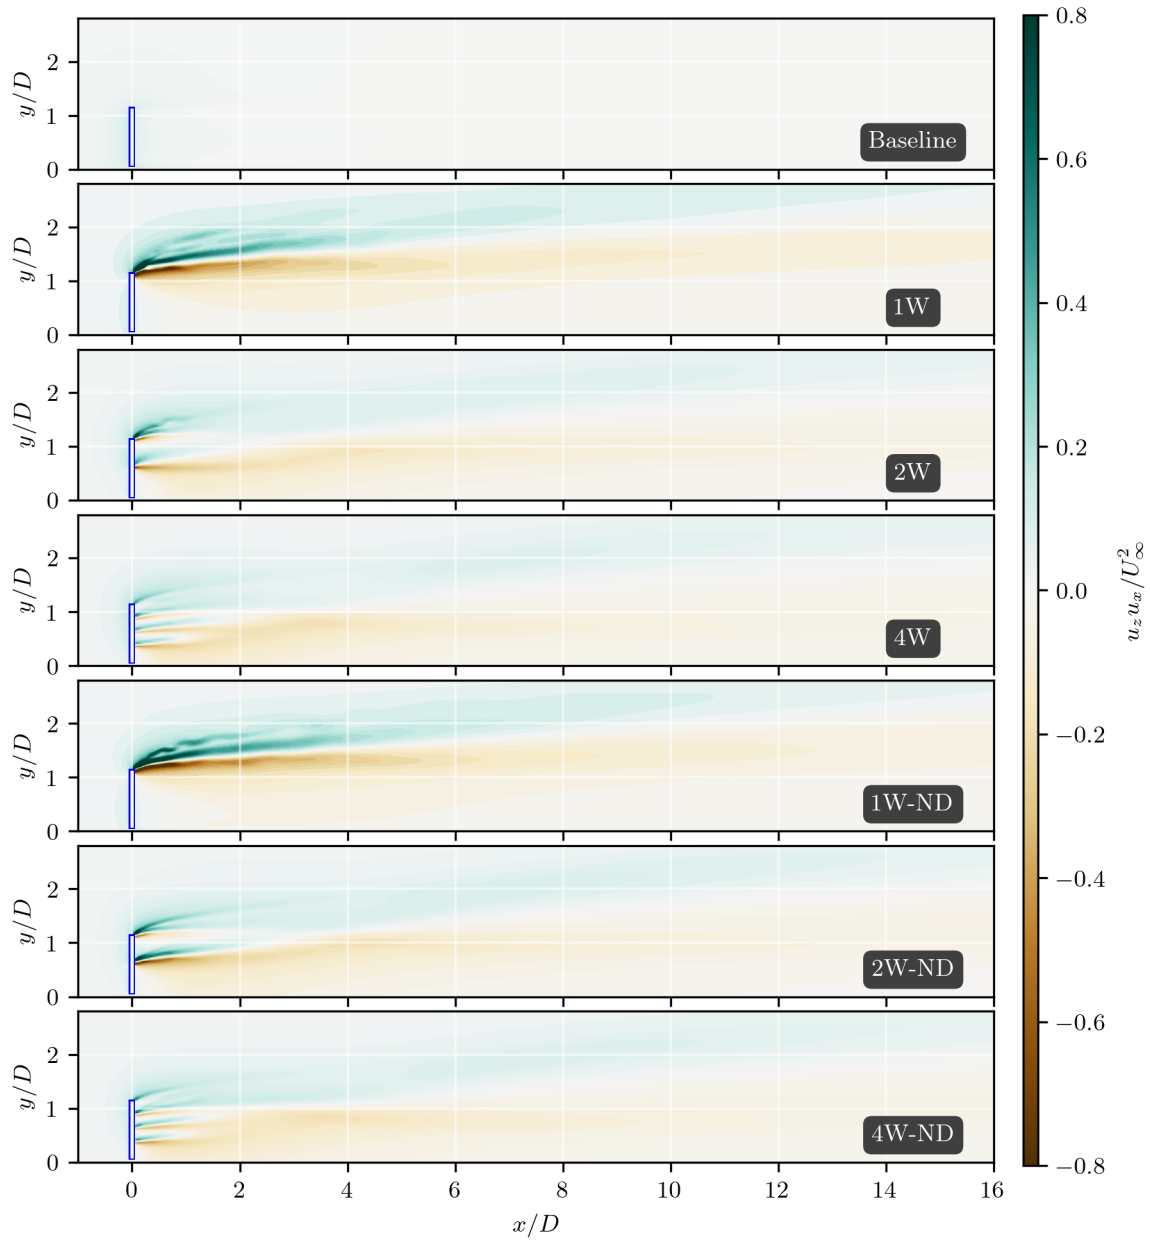 y/D
2
1
0
Baseline
y/D
2
1
0
1W
y/D
2
1
0
2W
y/D
2
1
0
4W
y/D
2
1
0
1W-ND
y/D
2
1
0
2W-ND
y/D
2
1
0
4W-ND
0 2 4 6 8 10 12 14 16
x/D
0.8
0.6
0.4
0.2
0.0
−0.2
−0.4
−0.6
−0.8
u_z u_x/U_∞^2